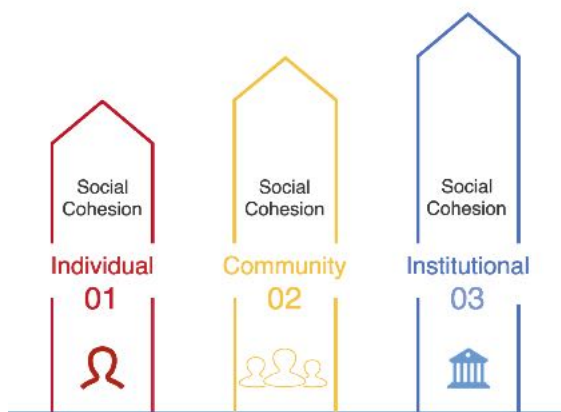 Social
Cohesion
Individual
01
Social
Cohesion
Community
02
Social
Cohesion
Institutional
03